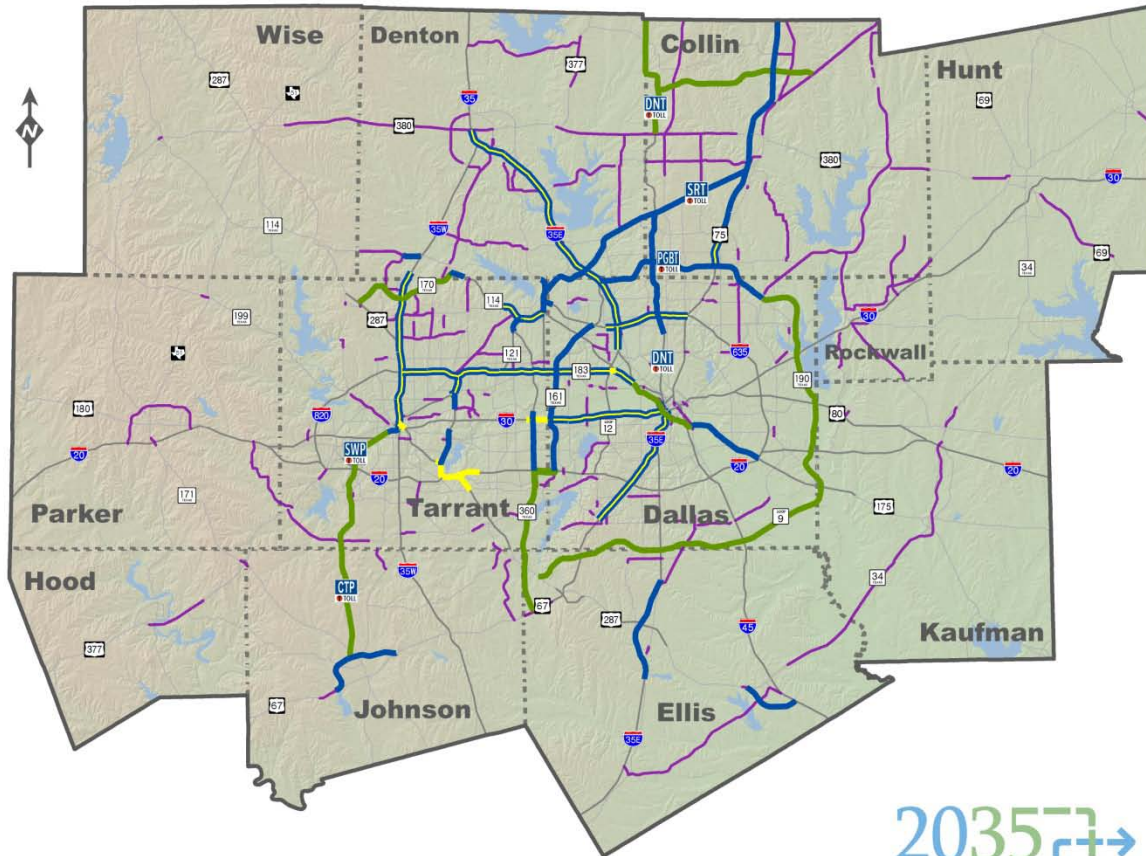 Wise
Denton
Collin
Hunt
287
377
69
35
DNT
TOLL
380
380
SRT
TOLL
30
114
35W
35E
75
69
PGBT
TOLL
34
170
114
199
287
30
121
635
Rockwall
DNT
TOLL
183
190
161
180
820
80
30
12
35E
20
SWP
TOLL
20
20
20
171
Tarrant
360
Dallas
175
Parker
9
Hood
35W
34
CTP
TOLL
67
287
45
Kaufman
377
67
Johnson
Ellis
35E
2035
N